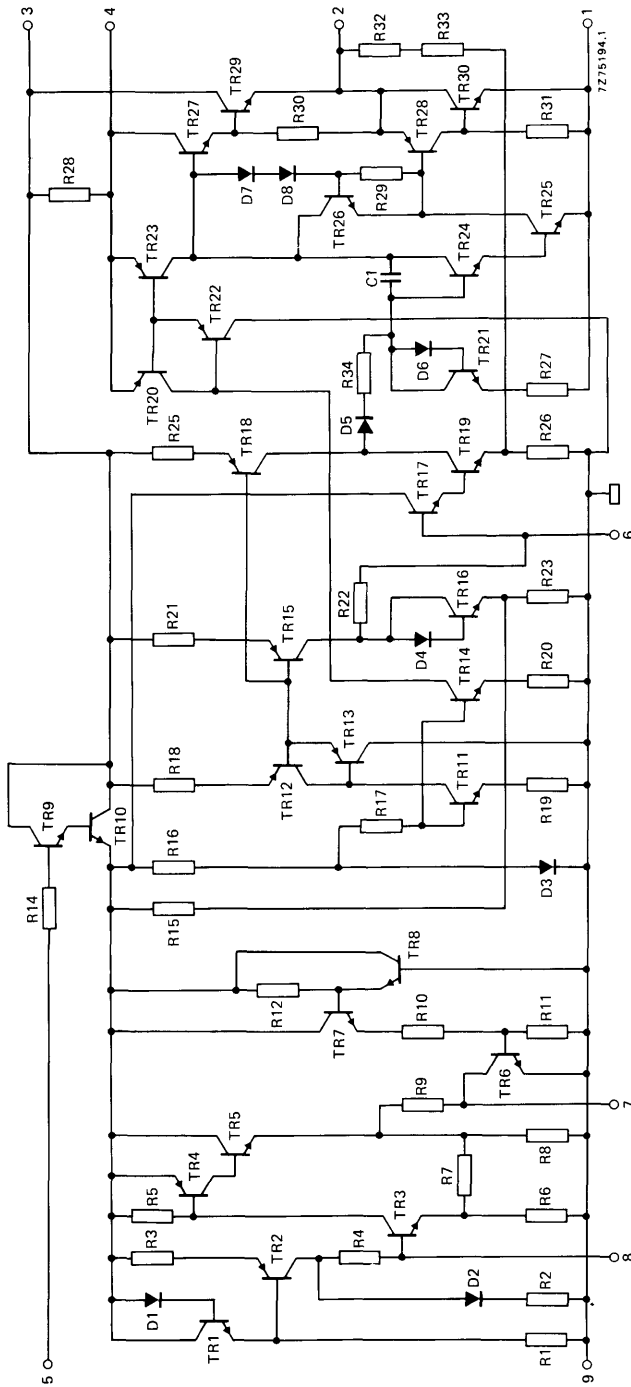 3
4
2
1
7Z75194.1
R32
R33
TR29
TR27
R30
TR30
TR28
R31
R28
D7
D8
R29
TR26
TR25
TR23
TR24
C1
TR22
TR20
D6
TR21
R34
R27
R25
TR18
D5
TR19
R26
TR17
6
R22
R21
TR15
TR16
D4
R23
TR14
R20
TR13
R18
TR12
TR11
R17
R19
TR9
TR10
R16
D3
R14
R15
TR8
R12
TR7
R10
R11
TR6
R9
7
TR5
TR4
R8
R7
R5
TR3
R6
R3
TR2
R4
8
D1
D2
R2
TR1
R1
5
9